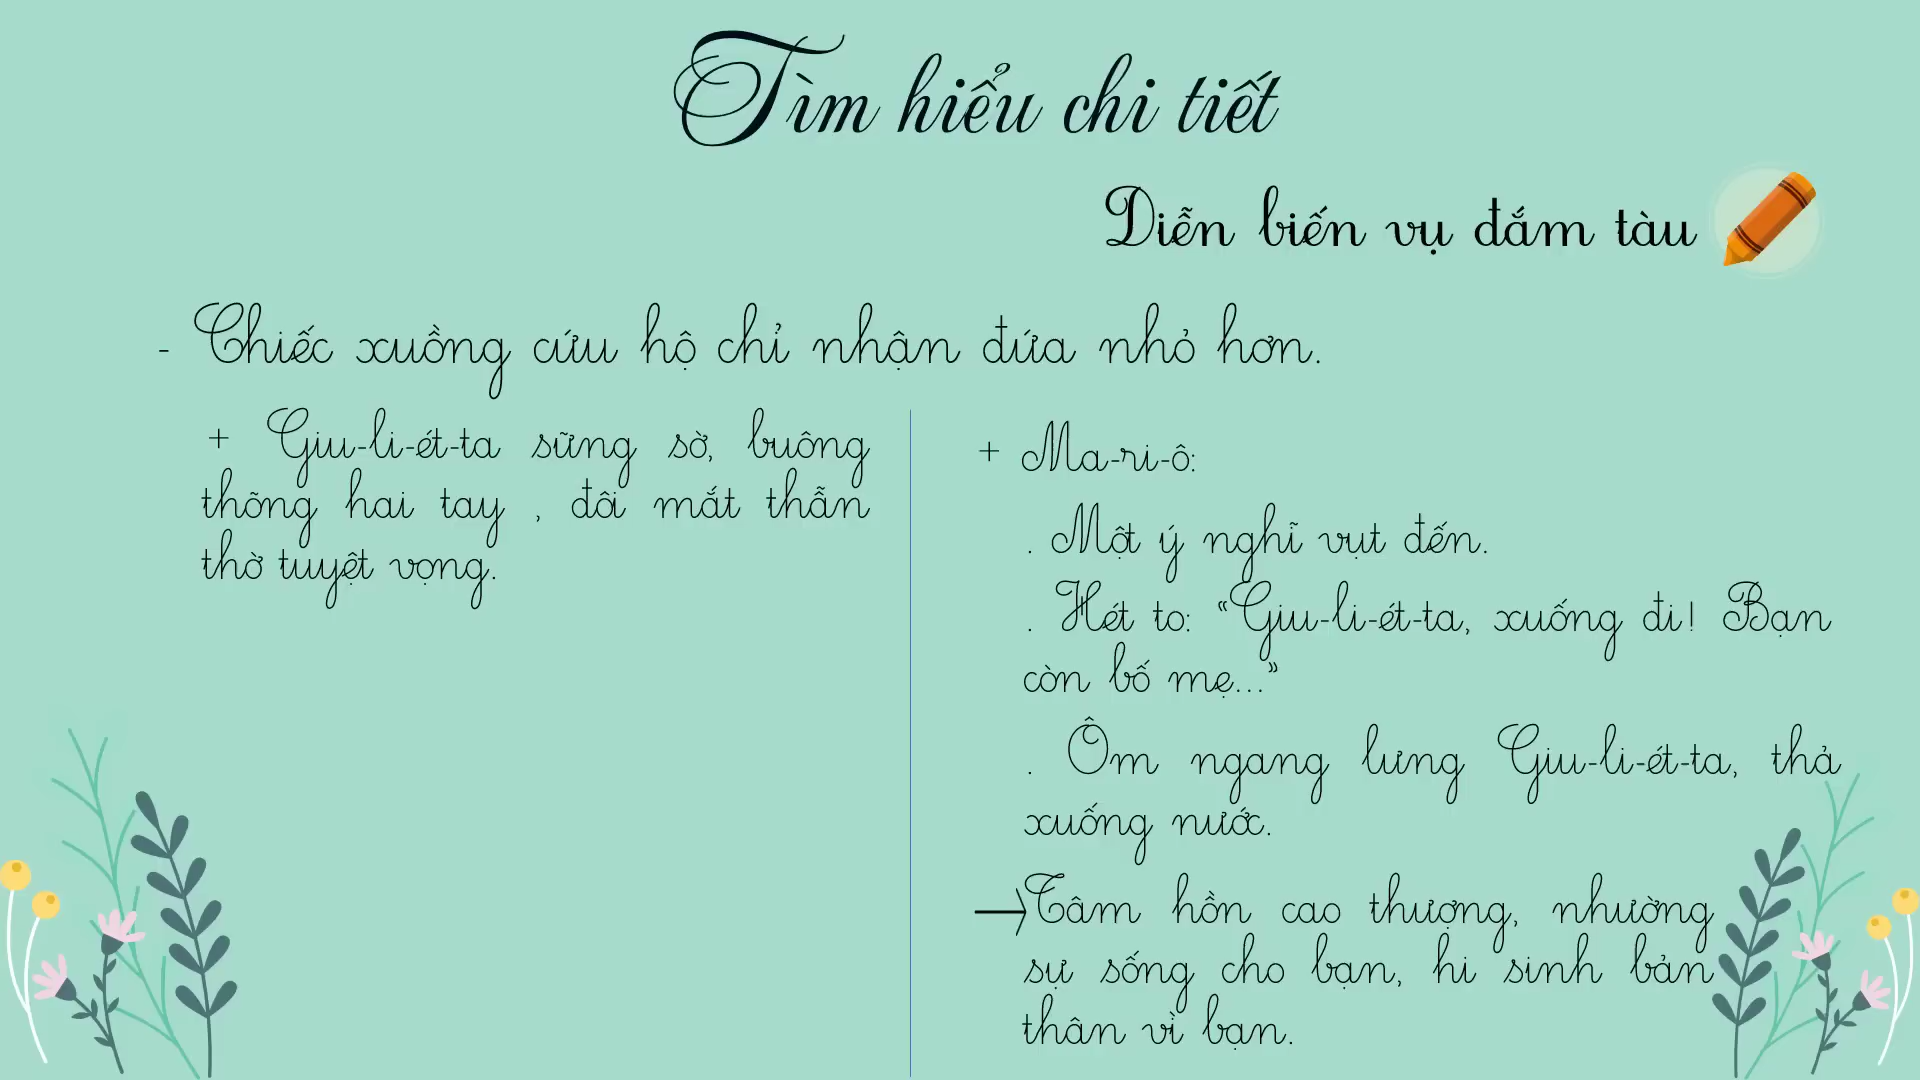 Tìm hiểu chi tiết
Diễn biến vụ đắm tàu
- Chiếc xuồng cứu hộ chỉ nhận đứa nhỏ hơn.
+ Giu-li-ét-ta sững sờ, buông
thõng hai tay , đôi mắt thẫn
thờ tuyệt vọng.
+ Ma-ri-ô:
. Một ý nghĩ vụt đến.
. Hét to: “Giu-li-ét-ta, xuống đi! Bạn
còn bố mẹ...”
. Ôm ngang lưng Giu-li-ét-ta, thả
xuống nước.
→Tâm hồn cao thượng, nhường
sự sống cho bạn, hi sinh bản
thân vì bạn.